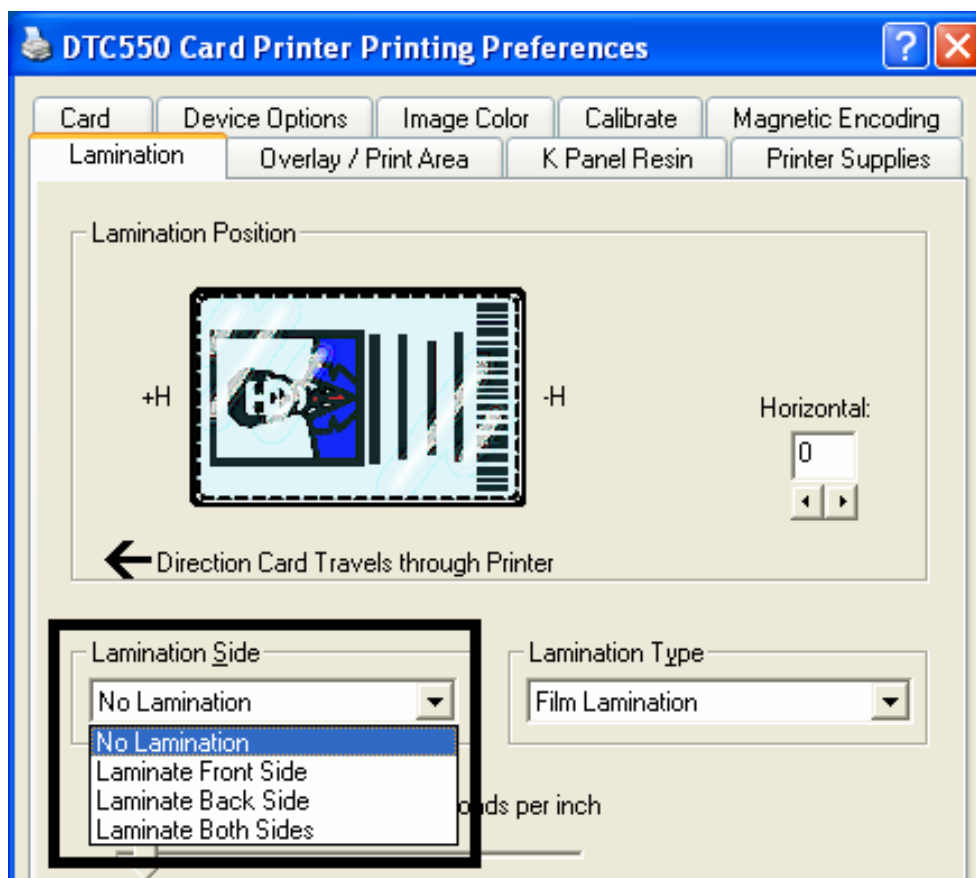 DTC550 Card Printer Printing Preferences
Card Device Options Image Color Calibrate Magnetic Encoding
Lamination Overlay / Print Area K Panel Resin Printer Supplies
Lamination Position
+H -H
Horizontal:
0
Direction Card Travels through Printer
Lamination Side Lamination Type
No Lamination Film Lamination
No Lamination
Laminate Front Side
Laminate Back Side
per inch
Laminate Both Sides